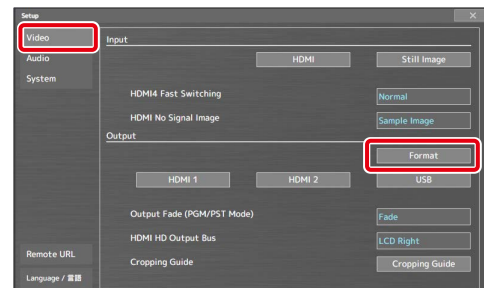 Setup
Video
Audio
System
Remote URL
Language / 言語
Input
HDMI
Still Image
HDMI4 Fast Switching
Normal
HDMI No Signal Image
Sample Image
Output
Format
HDMI 1
HDMI 2
USB
Output Fade (PGM/PST Mode)
Fade
HDMI HD Output Bus
LCD Right
Cropping Guide
Cropping Guide